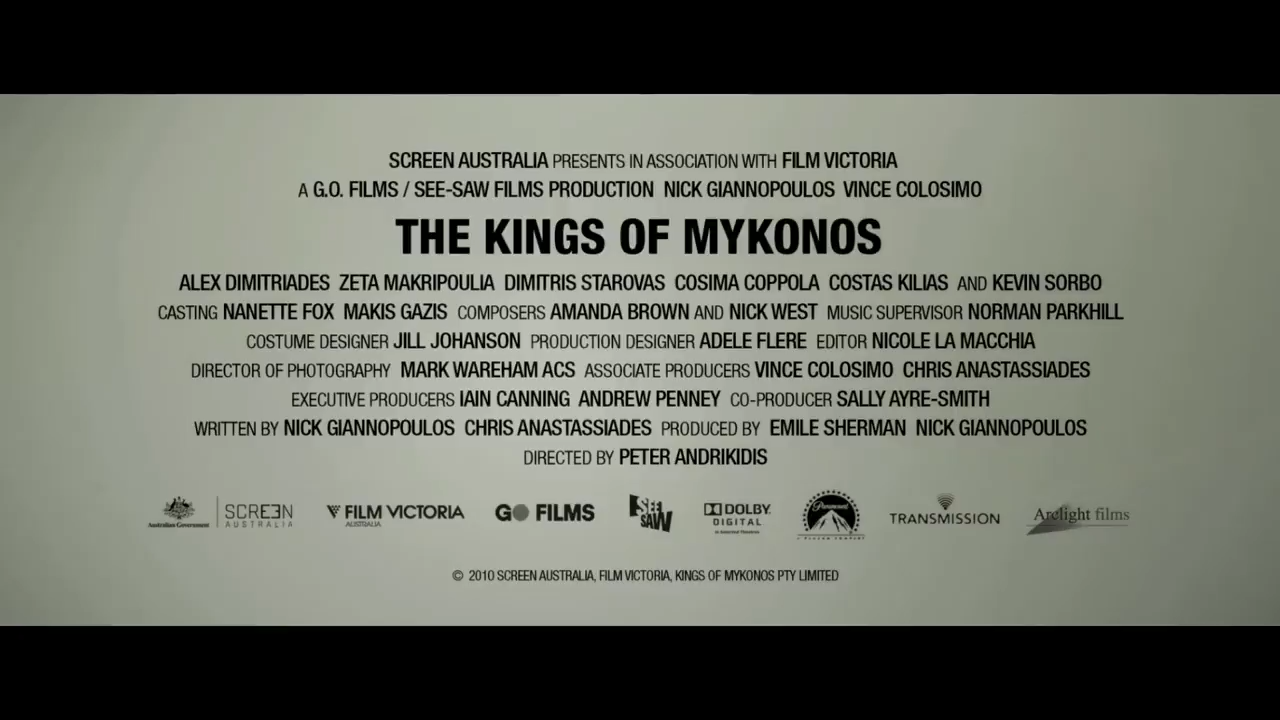 SCREEN AUSTRALIA PRESENTS IN ASSOCIATION WITH FILM VICTORIA
A G.O. FILMS / SEE-SAW FILMS PRODUCTION NICK GIANNOPOULOS VINCE COLOSIMO
THE KINGS OF MYKONOS
ALEX DIMITRIADES ZETA MAKRIPOULIA DIMITRIS STAROVAS COSIMA COPPOLA COSTAS KILIAS AND KEVIN SORBO
CASTING NANETTE FOX MAKIS GAZIS COMPOSERS AMANDA BROWN AND NICK WEST MUSIC SUPERVISOR NORMAN PARKHILL
COSTUME DESIGNER JILL JOHANSON PRODUCTION DESIGNER ADELE FLERE EDITOR NICOLE LA MACCHIA
DIRECTOR OF PHOTOGRAPHY MARK WAREHAM ACS ASSOCIATE PRODUCERS VINCE COLOSIMO CHRIS ANASTASSIADES
EXECUTIVE PRODUCERS IAIN CANNING ANDREW PENNEY CO-PRODUCER SALLY AYRE-SMITH
WRITTEN BY NICK GIANNOPOULOS CHRIS ANASTASSIADES PRODUCED BY EMILE SHERMAN NICK GIANNOPOULOS
DIRECTED BY PETER ANDRIKIDIS
Australian Government
SCREEN
AUSTRALIA
FILM VICTORIA
AUSTRALIA
GO FILMS
SEE
SAW
DOLBY
DIGITAL
Paramount
TRANSMISSION
Arclight films
© 2010 SCREEN AUSTRALIA, FILM VICTORIA, KINGS OF MYKONOS PTY LIMITED